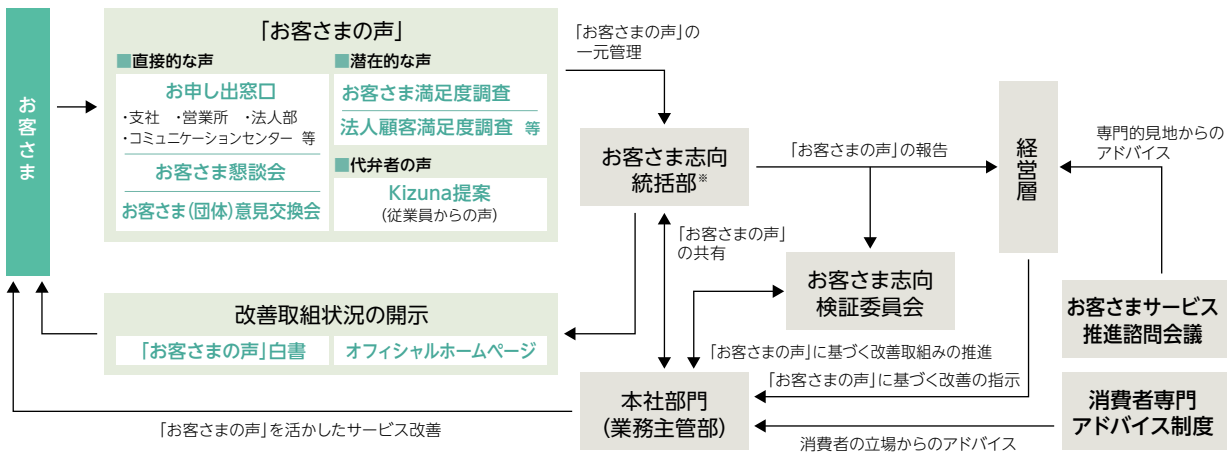 お客さま
「お客さまの声」
■直接的な声
お申し出窓口
・支社 ・営業所 ・法人部
・コミュニケーションセンター 等
お客さま懇談会
お客さま(団体)意見交換会
■潜在的な声
お客さま満足度調査
法人顧客満足度調査 等
■代弁者の声
Kizuna提案
(従業員からの声)
「お客さまの声」の
一元管理
お客さま志向
統括部※
「お客さまの声」の報告
経営層
専門的見地からの
アドバイス
「お客さまの声」
の共有
お客さま志向
検証委員会
お客さまサービス
推進諮問会議
改善取組状況の開示
「お客さまの声」白書
オフィシャルホームページ
「お客さまの声」に基づく改善取組みの推進
「お客さまの声」に基づく改善の指示
本社部門
(業務主管部)
消費者専門
アドバイス制度
「お客さまの声」を活かしたサービス改善
消費者の立場からのアドバイス